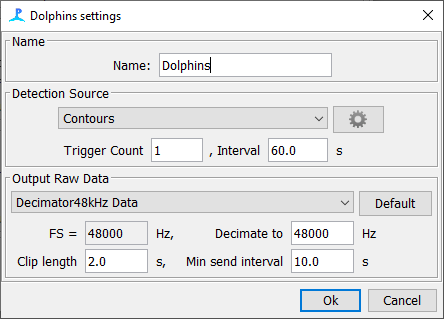 Dolphins settings
Name
Name: Dolphins
Detection Source
Contours
Trigger Count 1 , Interval 60.0 s
Output Raw Data
Decimator48kHz Data Default
FS = 48000 Hz, Decimate to 48000 Hz
Clip length 2.0 s, Min send interval 10.0 s
Ok Cancel